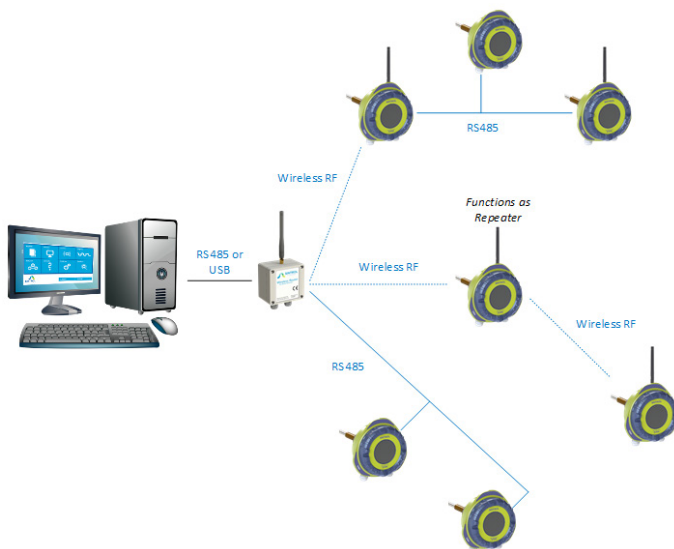 RS485
Wireless RF
Functions as
Repeater
RS485 or
USB
Wireless RF
Wireless RF
RS485